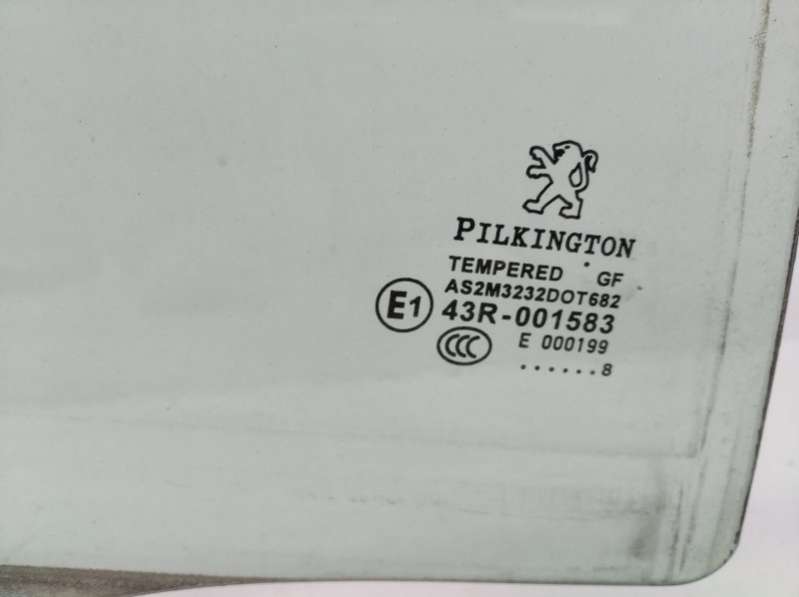 PILKINGTON
TEMPERED GF
AS2M3232DOT682
E1 43R-001583
CCC E 000199
......8